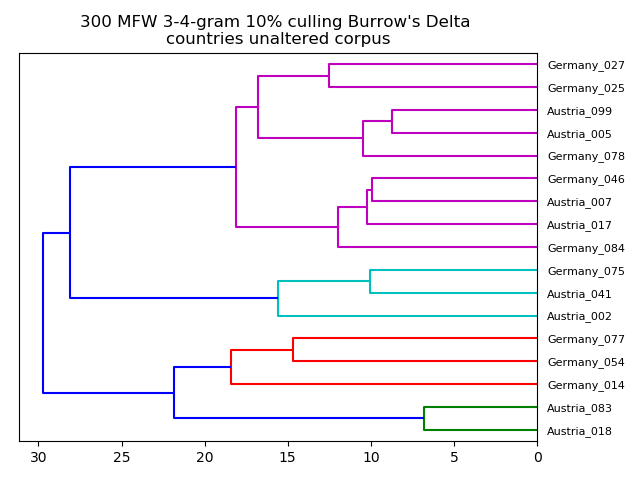 300 MFW 3-4-gram 10% culling Burrow's Delta
countries unaltered corpus
Germany_027
Germany_025
Austria_099
Austria_005
Germany_078
Germany_046
Austria_007
Austria_017
Germany_084
Germany_075
Austria_041
Austria_002
Germany_077
Germany_054
Germany_014
Austria_083
Austria_018
30 25 20 15 10 5 0